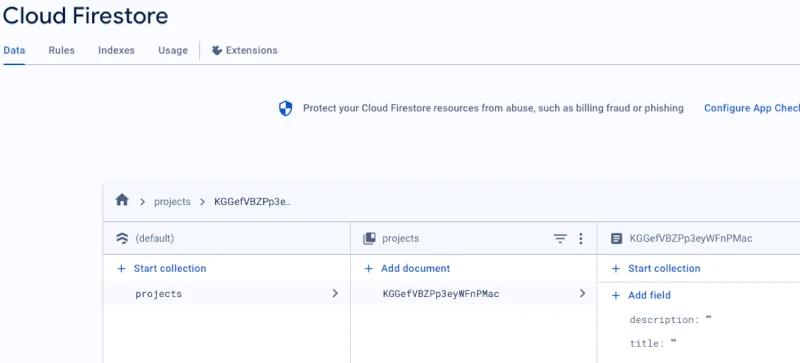 Cloud Firestore
Data Rules Indexes Usage Extensions
Protect your Cloud Firestore resources from abuse, such as billing fraud or phishing Configure App Chec
projects KGGefVBZPp3e..
(default) projects KGGefVBZPp3eyWFnPMac
+ Start collection + Add document + Start collection
projects KGGefVBZPp3eyWFnPMac + Add field
description: ""
title: ""